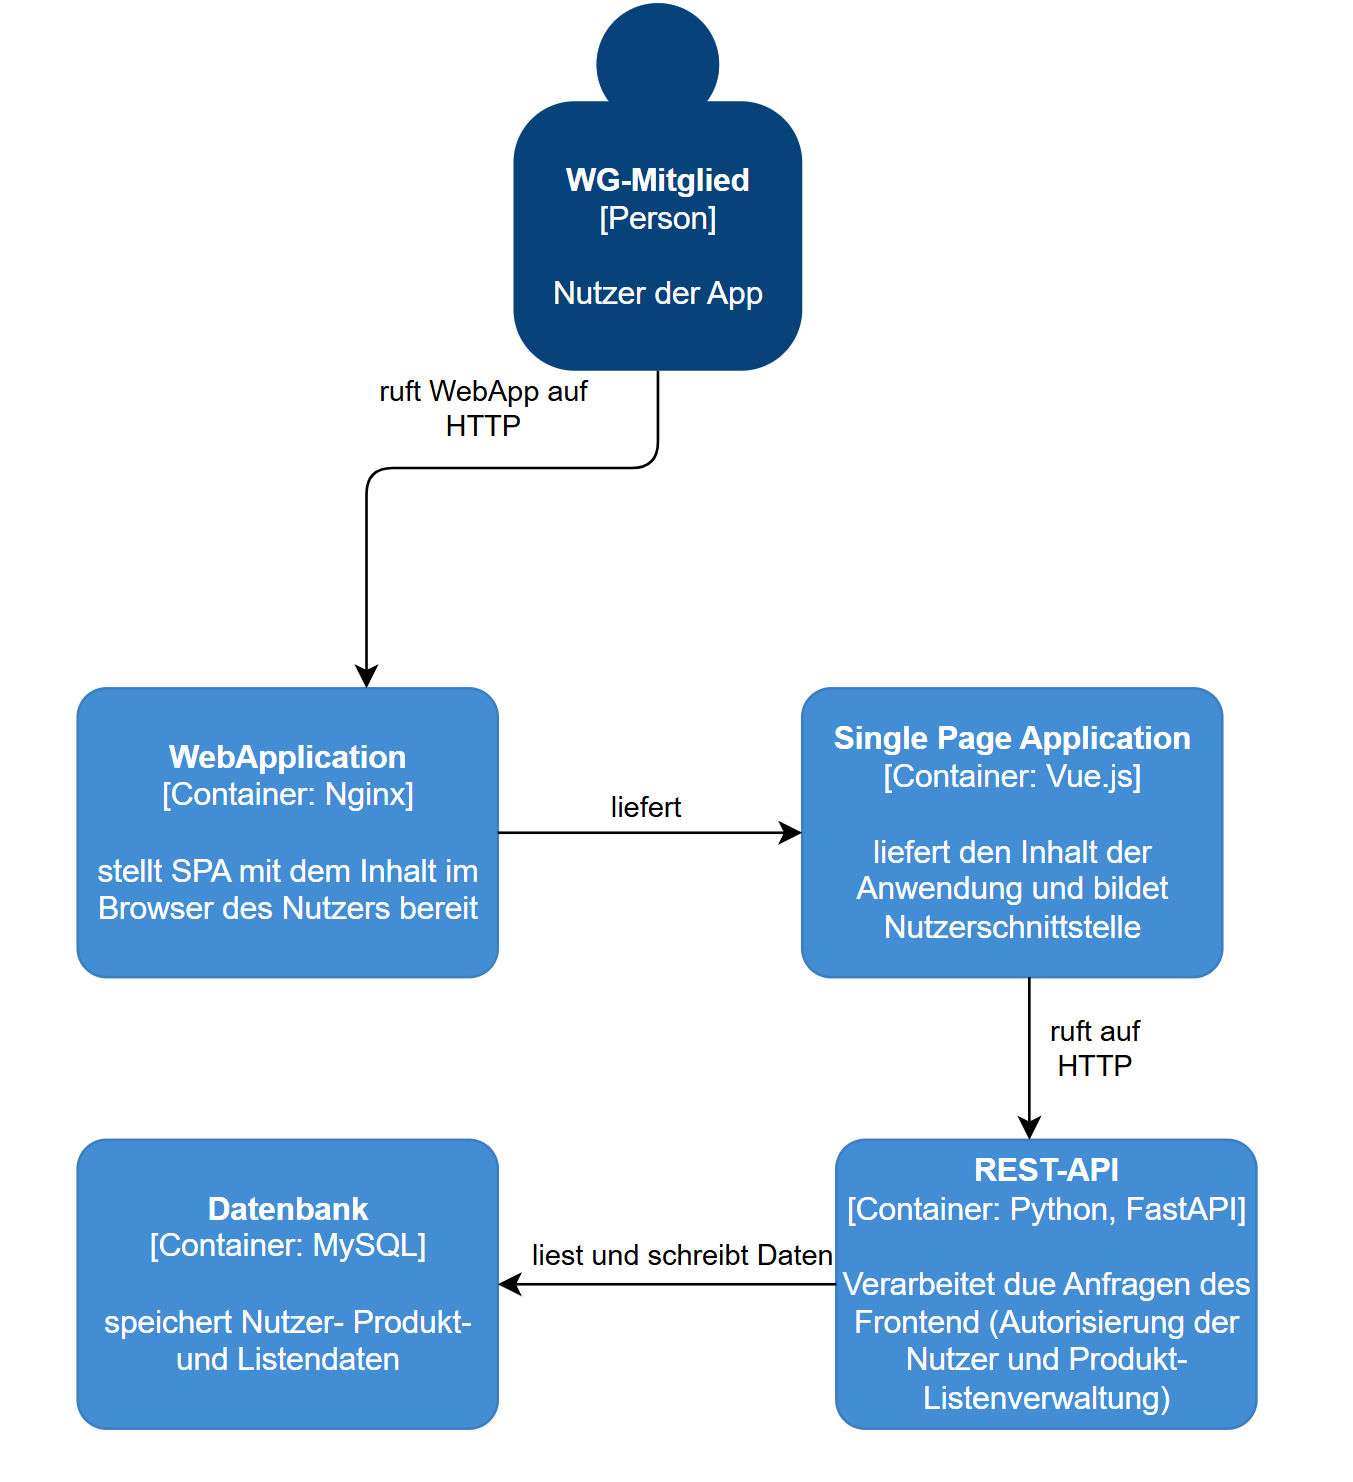 WG-Mitglied
[Person]
Nutzer der App
ruft WebApp auf
HTTP
WebApplication
[Container: Nginx]
stellt SPA mit dem Inhalt im
Browser des Nutzers bereit
liefert
Single Page Application
[Container: Vue.js]
liefert den Inhalt der
Anwendung und bildet
Nutzerschnittstelle
ruft auf
HTTP
Datenbank
[Container: MySQL]
speichert Nutzer- Produkt-
und Listendaten
liest und schreibt Daten
REST-API
[Container: Python, FastAPI]
Verarbeitet due Anfragen des
Frontend (Autorisierung der
Nutzer und Produkt-
Listenverwaltung)